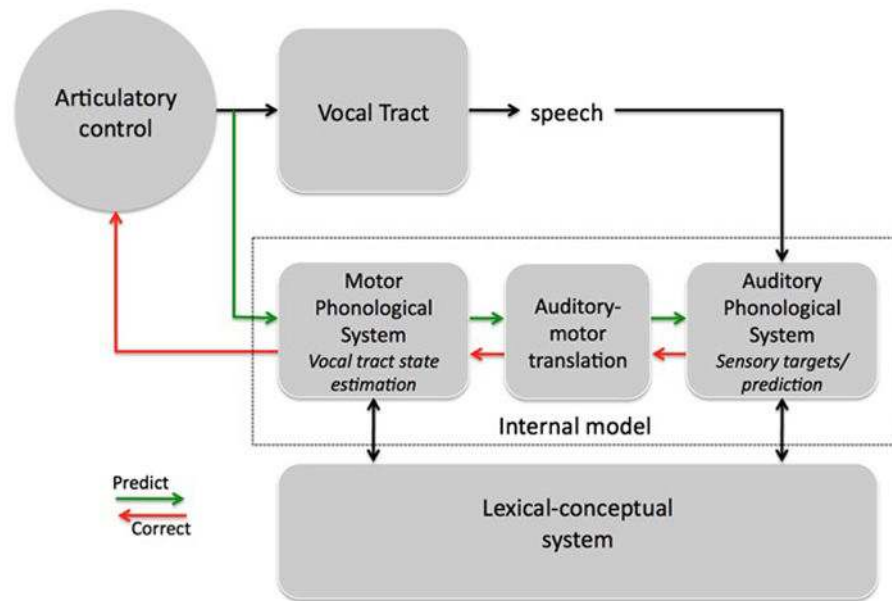 Articulatory
control
Vocal Tract
speech
Motor
Phonological
System
Vocal tract state
estimation
Auditory-
motor
translation
Auditory
Phonological
System
Sensory targets/
prediction
Internal model
Predict
Correct
Lexical-conceptual
system